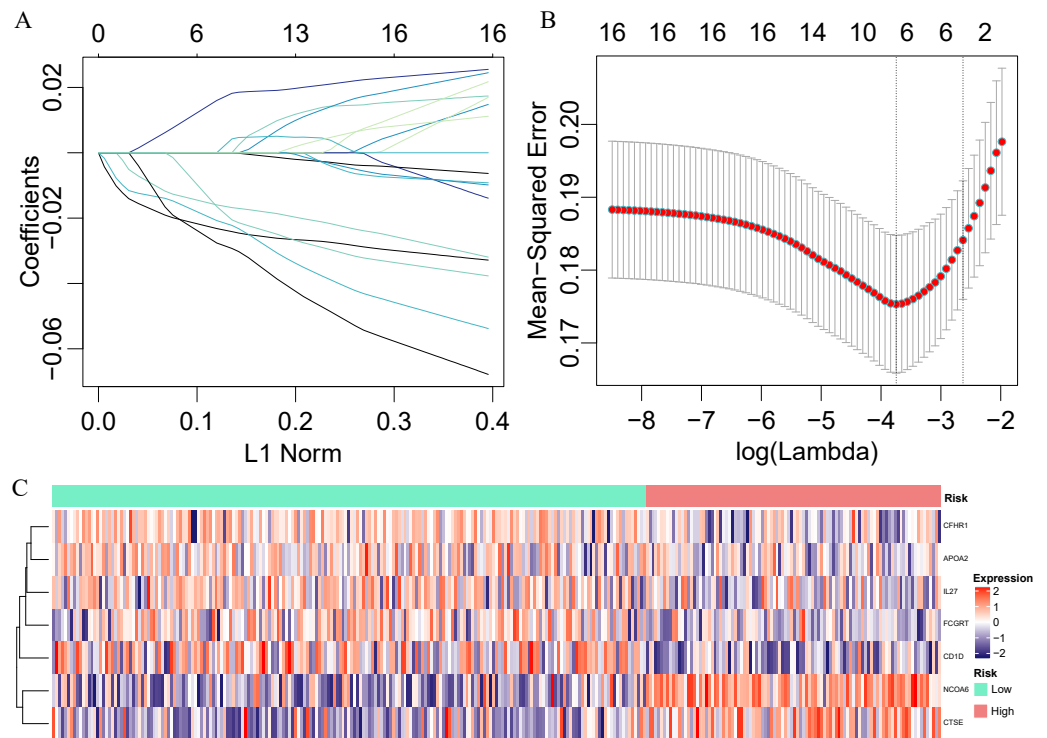 A
0 6 13 16 16
0.02
−0.02
−0.06
Coefficients
0.0 0.1 0.2 0.3 0.4
L1 Norm
B
16 16 16 16 14 10 6 6 2
0.20
0.19
0.18
0.17
Mean−Squared Error
−8 −7 −6 −5 −4 −3 −2
log(Lambda)
C
Risk
CFHR1
APOA2
IL27
FCGRT
CD1D
NCOA6
CTSE
Expression
2
1
0
−1
−2
Risk
Low
High